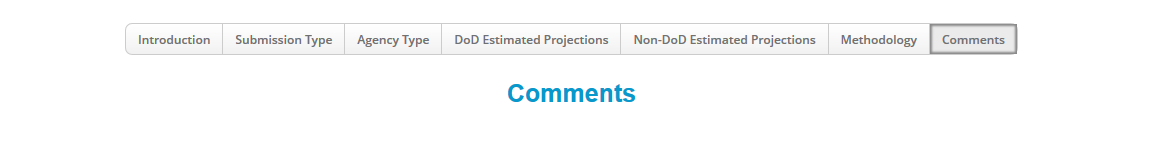 Introduction Submission Type Agency Type DoD Estimated Projections Non-DoD Estimated Projections Methodology Comments
Comments